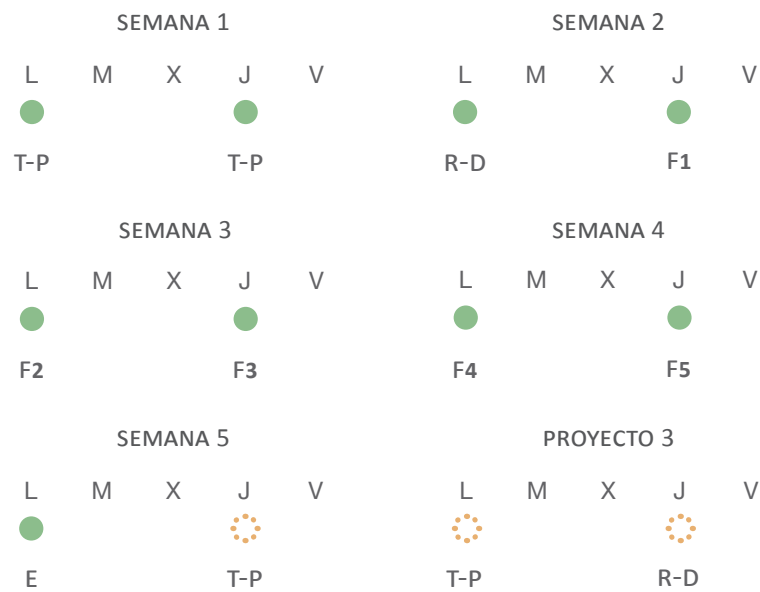 SEMANA 1
L M X J V
T-P T-P
SEMANA 2
L M X J V
R-D F1
SEMANA 3
L M X J V
F2 F3
SEMANA 4
L M X J V
F4 F5
SEMANA 5
L M X J V
E T-P
PROYECTO 3
L M X J V
T-P R-D